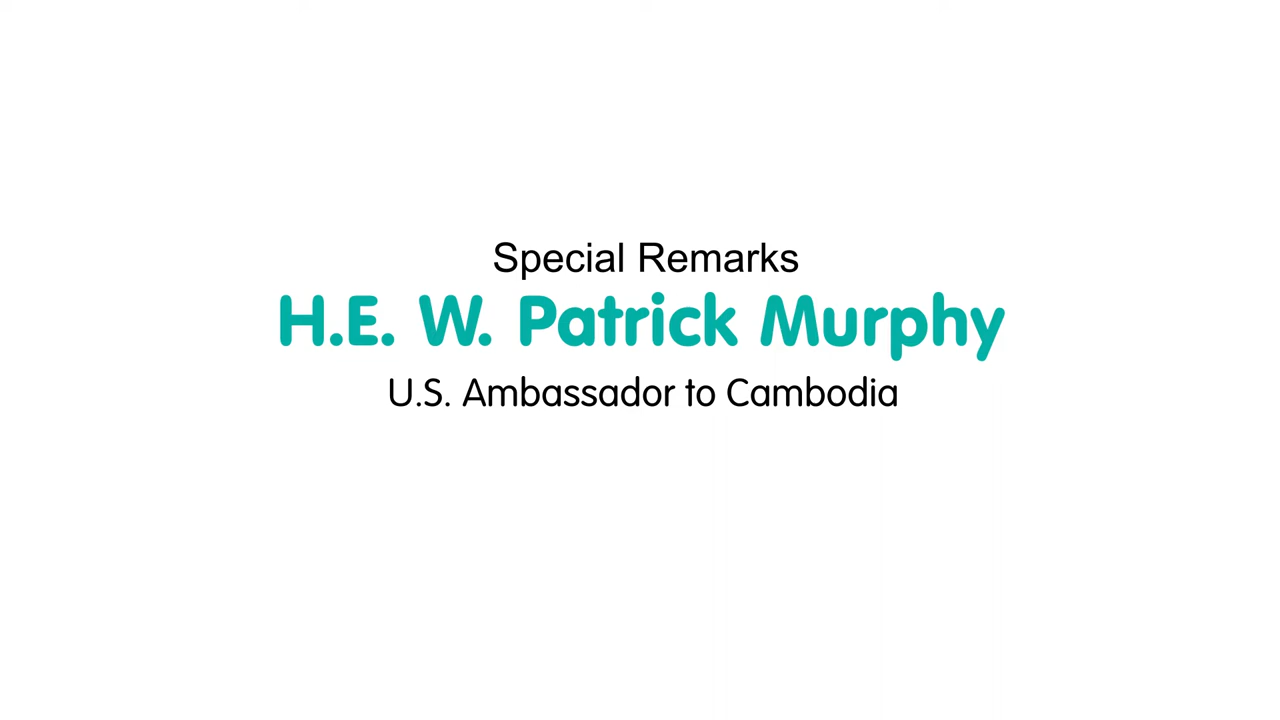 Special Remarks
H.E. W. Patrick Murphy
U.S. Ambassador to Cambodia